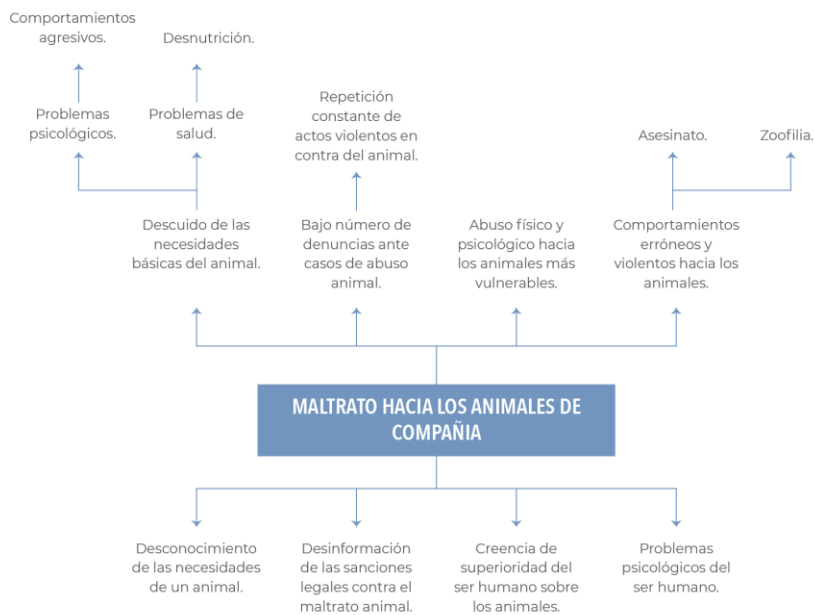 Comportamientos
agresivos.
Desnutrición.
Problemas
psicológicos.
Problemas de
salud.
Repetición
constante de
actos violentos en
contra del animal.
Asesinato.
Zoofilia.
Descuido de las
necesidades
básicas del animal.
Bajo número de
denuncias ante
casos de abuso
animal.
Abuso físico y
psicológico hacia
los animales más
vulnerables.
Comportamientos
erróneos y
violentos hacia los
animales.
MALTRATO HACIA LOS ANIMALES DE
COMPAÑIA
Desconocimiento
de las necesidades
de un animal.
Desinformación
de las sanciones
legales contra el
maltrato animal.
Creencia de
superioridad del
ser humano sobre
los animales.
Problemas
psicológicos del
ser humano.